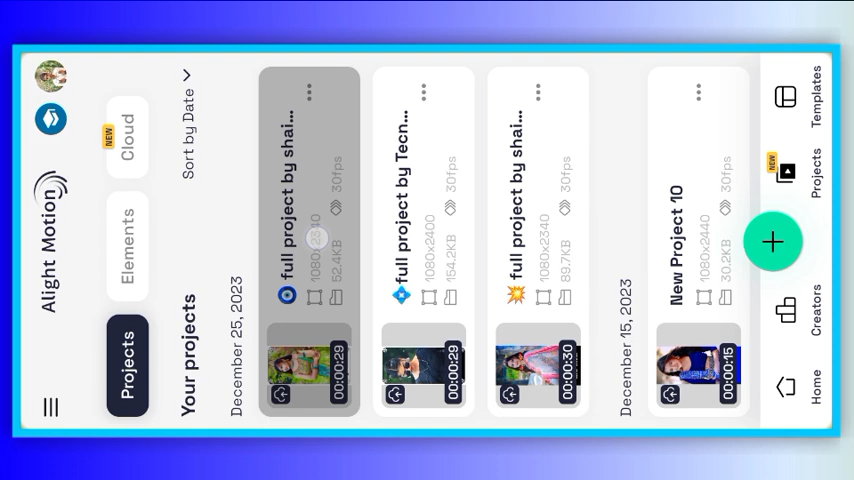 Alight Motion
Projects
Elements
Cloud
NEW
Your projects
Sort by Date
December 25, 2023
🧿 full project by shai...
1080x2340
30fps
52.4KB
00:00:29
💠full project by Tecn...
1080x2400
30fps
154.2KB
00:00:29
💥full project by shai...
1080x2340
30fps
89.7KB
00:00:30
December 15, 2023
New Project 10
1080x2440
30fps
30.2KB
00:00:15
Home
Creators
Projects
NEW
Templates